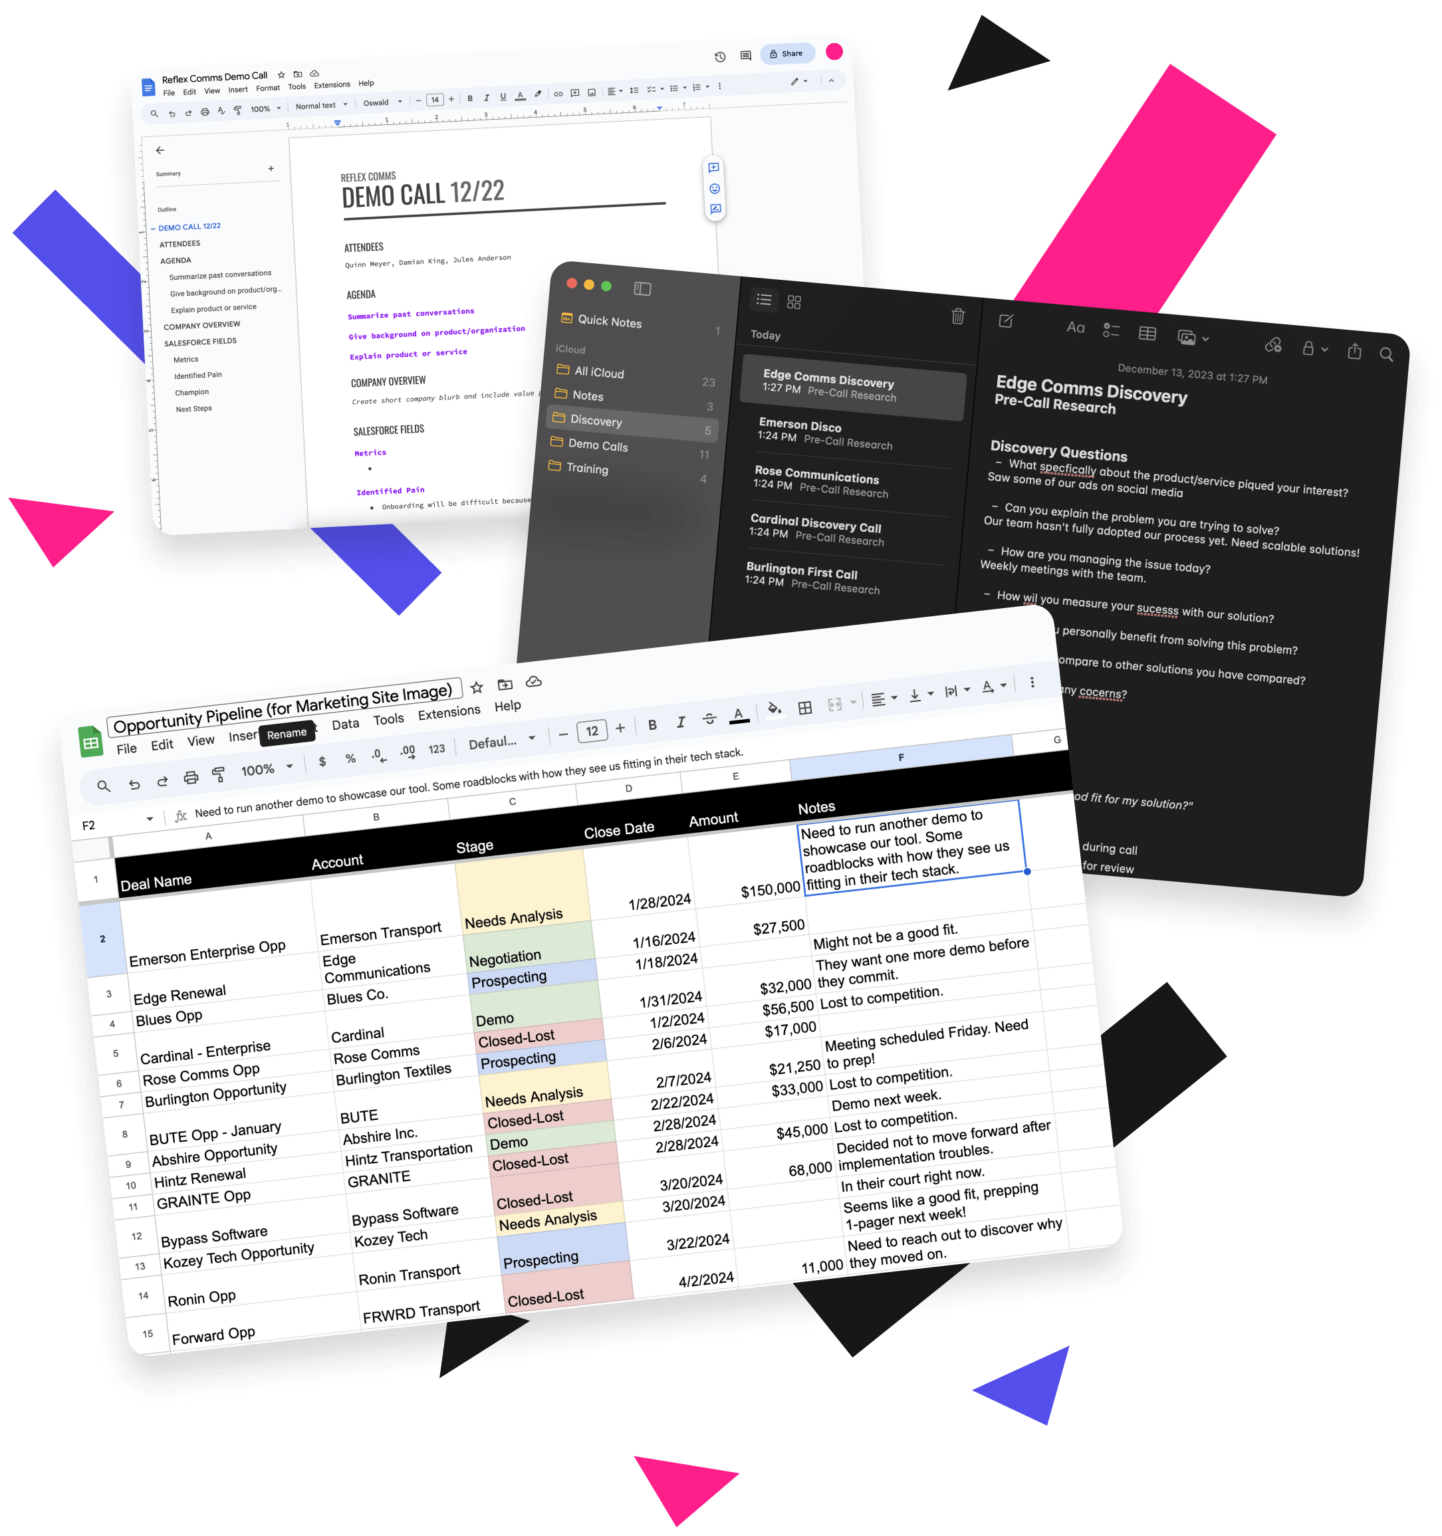 Reflex Comms Demo Call
File Edit View Insert Format Tools Extensions Help
Share
100% Normal text Oswald 14 B I U A
1 1 2 3 4 5 6 7
Summary
Outline
DEMO CALL 12/22
ATTENDEES
AGENDA
Summarize past conversations
Give background on product/org...
Explain product or service
COMPANY OVERVIEW
SALESFORCE FIELDS
Metrics
Identified Pain
Champion
Next Steps
REFLEX COMMS
DEMO CALL 12/22
ATTENDEES
Quinn Meyer, Damian King, Jules Anderson
AGENDA
Summarize past conversations
Give background on product/organization
Explain product or service
COMPANY OVERVIEW
Create short company blurb and include value
SALESFORCE FIELDS
Metrics
Identified Pain
Onboarding will be difficult because
Quick Notes 1
iCloud
All iCloud 23
Notes 3
Discovery 5
Demo Calls 11
Training 4
Today
Edge Comms Discovery
1:27 PM Pre-Call Research
Emerson Disco
1:24 PM Pre-Call Research
Rose Communications
1:24 PM Pre-Call Research
Cardinal Discovery Call
1:24 PM Pre-Call Research
Burlington First Call
1:24 PM Pre-Call Research
Aa
December 13, 2023 at 1:27 PM
Edge Comms Discovery
Pre-Call Research
Discovery Questions
– What specfically about the product/service piqued your interest?
Saw some of our ads on social media
– Can you explain the problem you are trying to solve?
Our team hasn't fully adopted our process yet. Need scalable solutions!
– How are you managing the issue today?
Weekly meetings with the team.
– How wil you measure your sucesss with our solution?
u personally benefit from solving this problem?
ompare to other solutions you have compared?
any cocerns?
od fit for my solution?"
during call
for review
Opportunity Pipeline (for Marketing Site Image)
File Edit View Inser t Data Tools Extensions Help
Rename
100% $ % .0 .00 123 Defaul... 12 B I S A
F2 fx Need to run another demo to showcase our tool. Some roadblocks with how they see us fitting in their tech stack.
A B C D E F G
1 Deal Name Account Stage Close Date Amount Notes
2 Emerson Enterprise Opp Emerson Transport Needs Analysis 1/28/2024 $150,000 Need to run another demo to
showcase our tool. Some
roadblocks with how they see us
fitting in their tech stack.
3 Edge Renewal Edge
Communications Negotiation 1/16/2024 $27,500
4 Blues Opp Blues Co. Prospecting 1/18/2024 Might not be a good fit.
5 Cardinal - Enterprise Cardinal Demo 1/31/2024 $32,000 They want one more demo before
they commit.
6 Rose Comms Opp Rose Comms Closed-Lost 1/2/2024 $56,500 Lost to competition.
7 Burlington Opportunity Burlington Textiles Prospecting 2/6/2024 $17,000
8 BUTE Opp - January BUTE Needs Analysis 2/7/2024 $21,250 Meeting scheduled Friday. Need
to prep!
9 Abshire Opportunity Abshire Inc. Closed-Lost 2/22/2024 $33,000 Lost to competition.
10 Hintz Renewal Hintz Transportation Demo 2/28/2024 Demo next week.
11 GRAINTE Opp GRANITE Closed-Lost 2/28/2024 $45,000 Lost to competition.
12 Bypass Software Bypass Software Closed-Lost 3/20/2024 68,000 Decided not to move forward after
implementation troubles.
13 Kozey Tech Opportunity Kozey Tech Needs Analysis 3/20/2024 In their court right now.
14 Ronin Opp Ronin Transport Prospecting 3/22/2024 Seems like a good fit, prepping
1-pager next week!
15 Forward Opp FRWRD Transport Closed-Lost 4/2/2024 11,000 Need to reach out to discover why
they moved on.